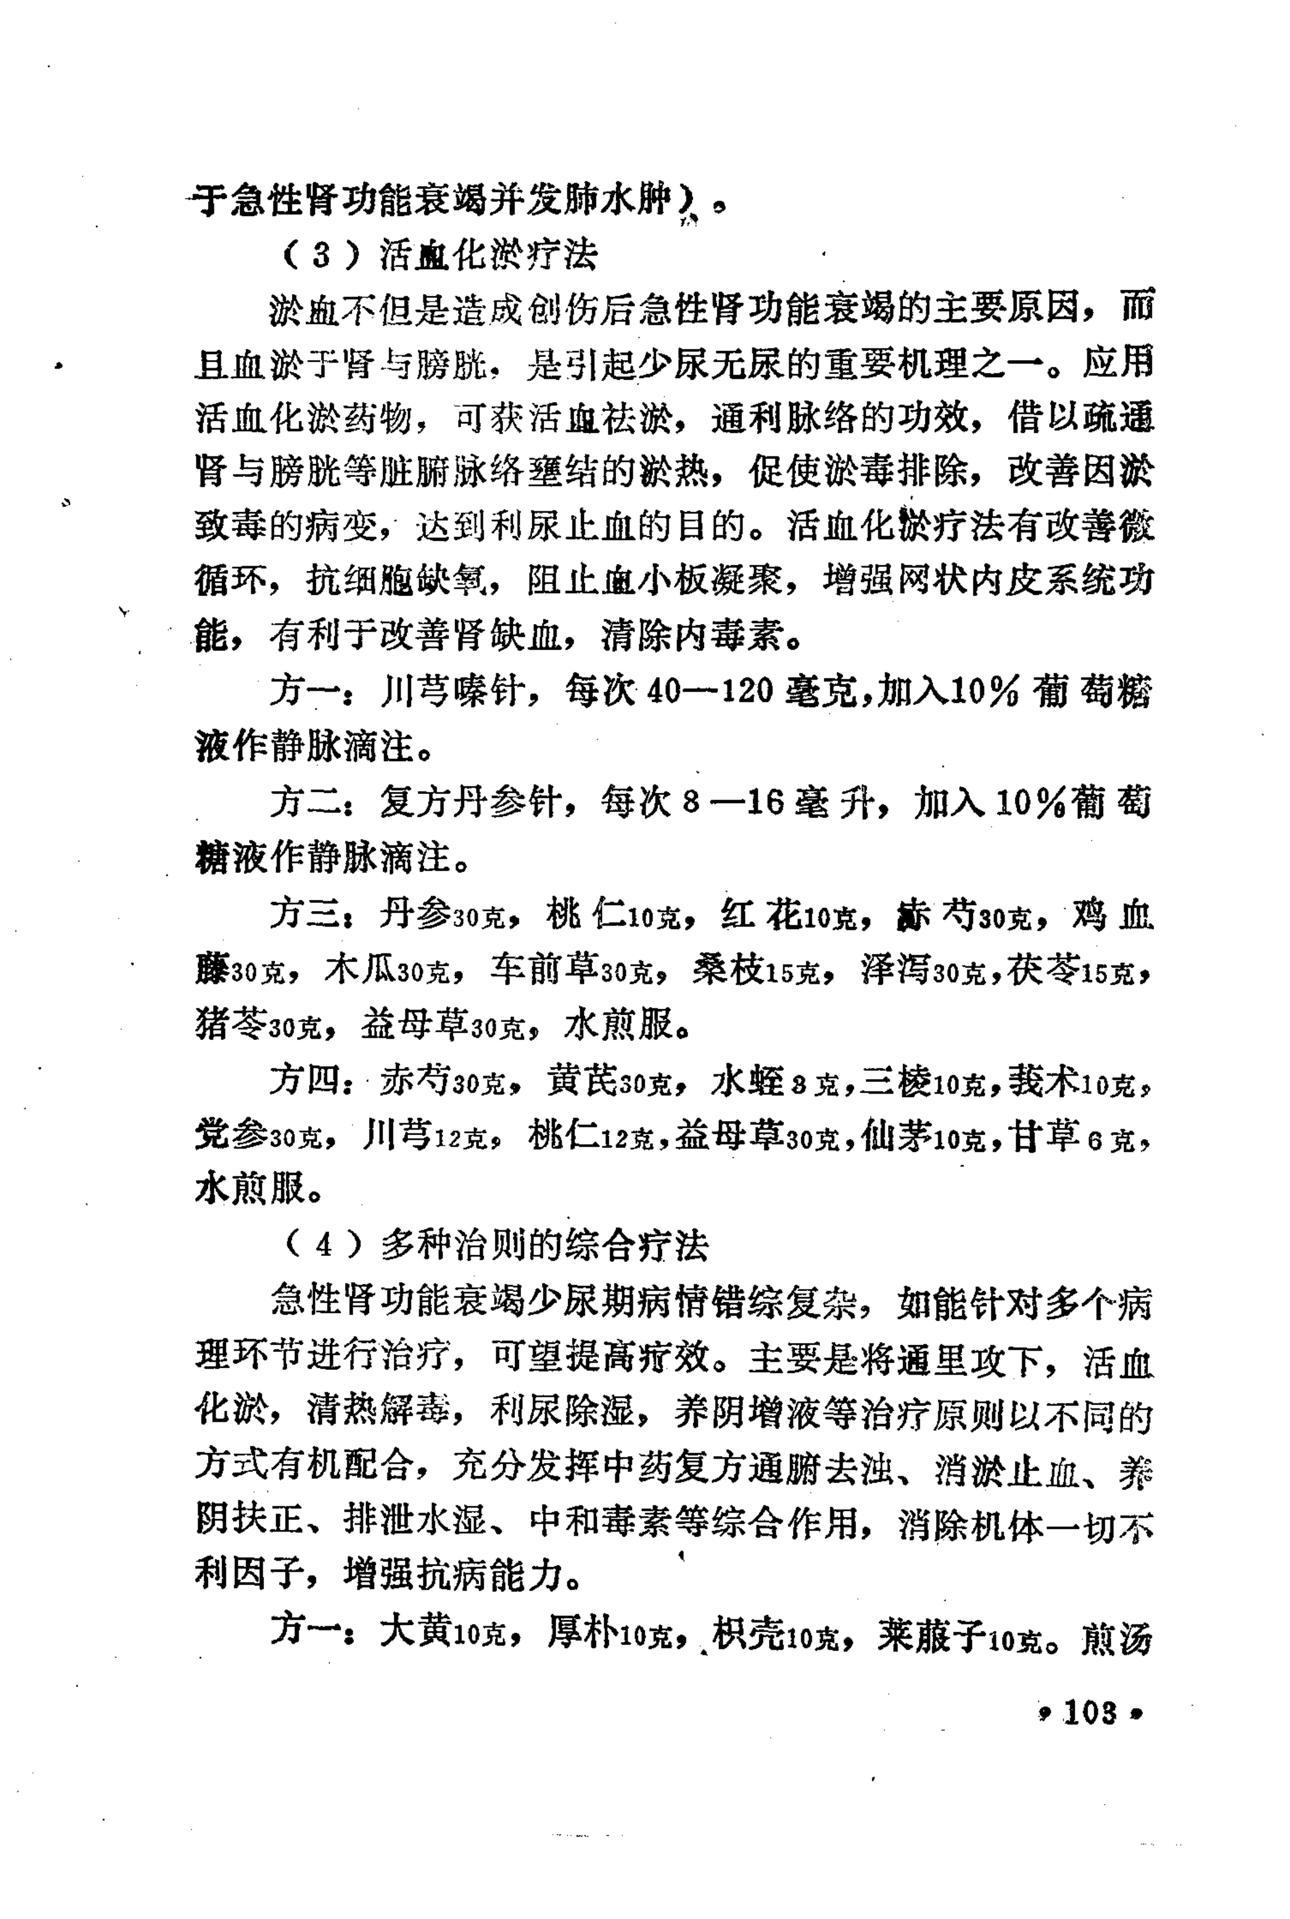 于急性肾功能衰竭并发肺水肿）。
（3）活血化淤疗法
淤血不但是造成创伤后急性肾功能衰竭的主要原因，而
且血淤于肾与膀胱，是引起少尿无尿的重要机理之一。应用
活血化淤药物，可获活血祛淤，通利脉络的功效，借以疏通
肾与膀胱等脏腑脉络壅结的淤热，促使淤毒排除，改善因淤
致毒的病变，达到利尿止血的目的。活血化淤疗法有改善微
循环，抗细胞缺氧，阻止血小板凝聚，增强网状内皮系统功
能，有利于改善肾缺血，清除内毒素。
方一：川芎嗪针，每次40—120毫克，加入10％葡萄糖
液作静脉滴注。
方二：复方丹参针，每次8—16毫升，加入10％葡萄
糖液作静脉滴注。
方三：丹参30克，桃仁10克，红花10克，赤芍30克，鸡血
藤30克，木瓜30克，车前草30克，桑枝15克，泽泻30克，茯苓15克，
猪苓30克，益母草30克，水煎服。
方四：赤芍30克，黄芪30克，水蛭3克，三棱10克，莪术10克，
党参30克，川芎12克，桃仁12克，益母草30克，仙茅10克，甘草6克，
水煎服。
（4）多种治则的综合疗法
急性肾功能衰竭少尿期病情错综复杂，如能针对多个病
理环节进行治疗，可望提高疗效。主要是将通里攻下，活血
化淤，清热解毒，利尿除湿，养阴增液等治疗原则以不同的
方式有机配合，充分发挥中药复方通腑去浊、消淤止血、养
阴扶正、排泄水湿、中和毒素等综合作用，消除机体一切不
利因子，增强抗病能力。
方一：大黄10克，厚朴10克，枳壳10克，莱菔子10克。煎汤
•103•